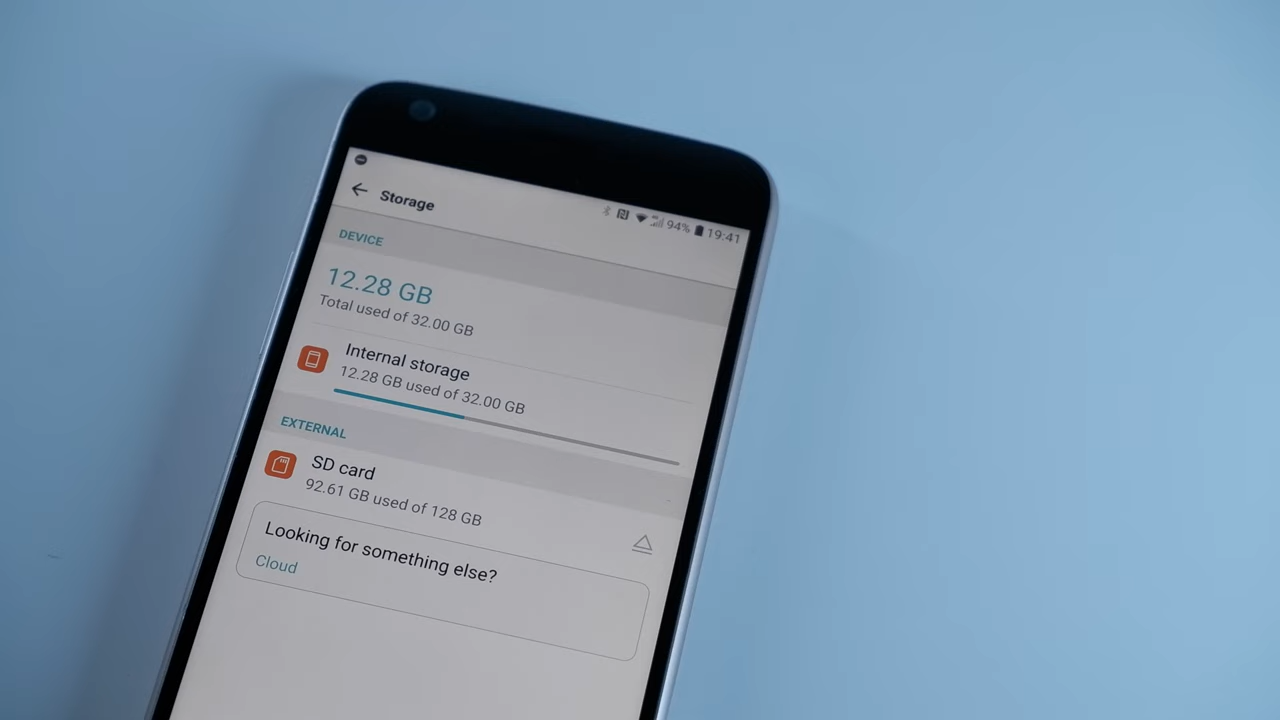 Storage
94% 19:41
DEVICE
12.28 GB
Total used of 32.00 GB
Internal storage
12.28 GB used of 32.00 GB
EXTERNAL
SD card
92.61 GB used of 128 GB
Looking for something else?
Cloud